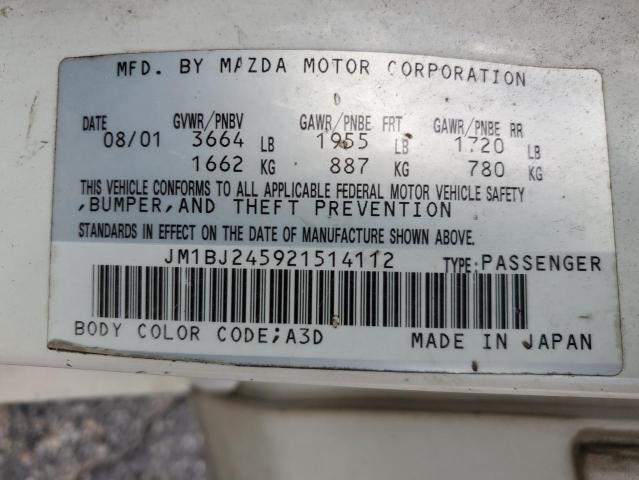 MFD. BY MAZDA MOTOR CORPORATION
DATE GVWR/PNBV GAWR/PNBE FRT GAWR/PNBE RR
08/01 3664 LB 1955 LB 1720 LB
1662 KG 887 KG 780 KG
THIS VEHICLE CONFORMS TO ALL APPLICABLE FEDERAL MOTOR VEHICLE SAFETY
,BUMPER,AND THEFT PREVENTION
STANDARDS IN EFFECT ON THE DATE OF MANUFACTURE SHOWN ABOVE.
JM1BJ245921514112 TYPE:PASSENGER
BODY COLOR CODE;A3D MADE IN JAPAN